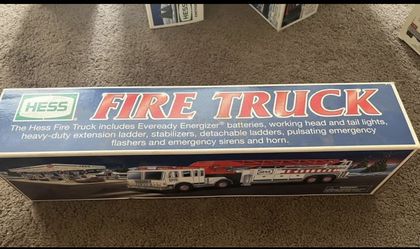 HESS
FIRE TRUCK
The Hess Fire Truck includes Eveready Energizer® batteries, working head and tail lights,
heavy-duty extension ladder, stabilizers, detachable ladders, pulsating emergency
flashers and emergency sirens and horn.